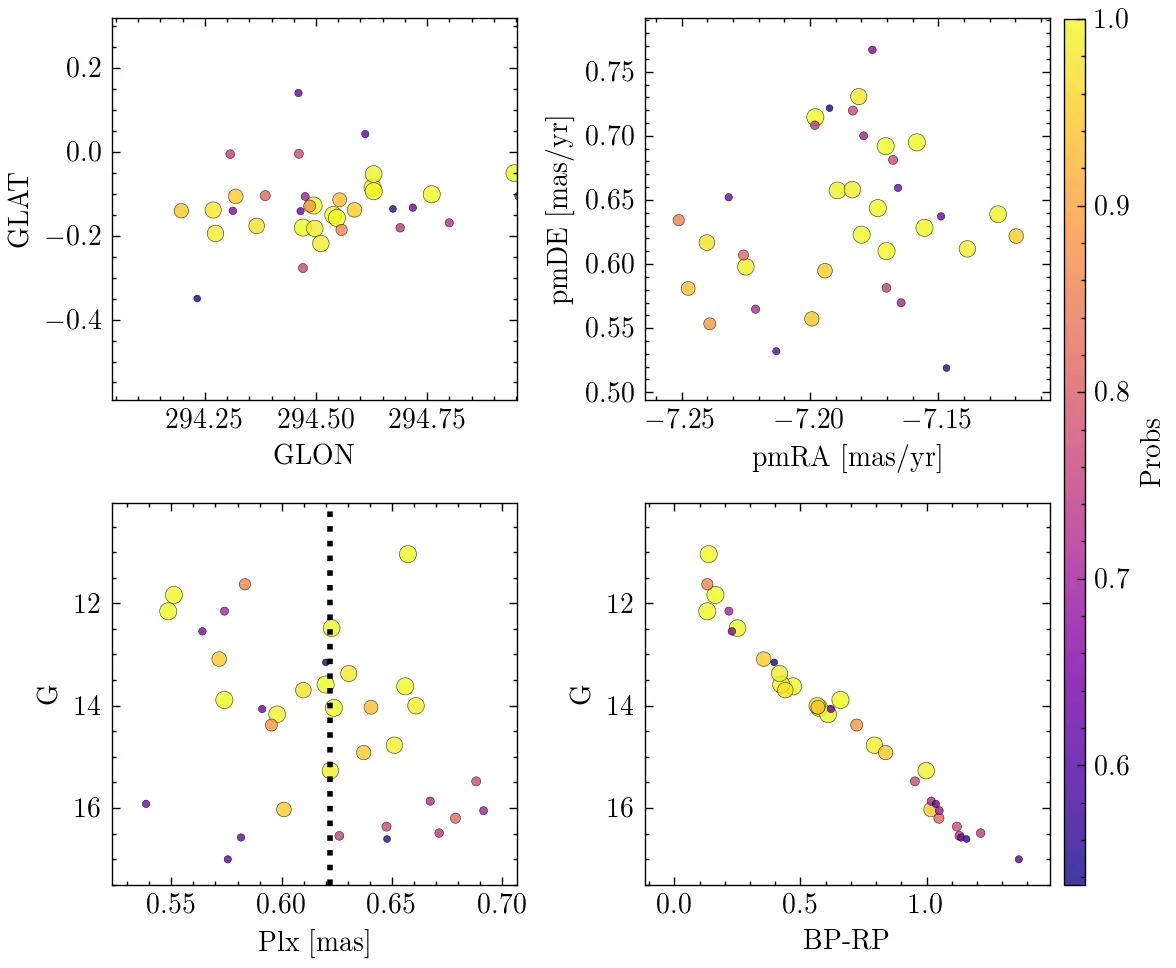 0.2
0.0
−0.2
−0.4
GLAT
294.25 294.50 294.75
GLON
0.75
0.70
0.65
0.60
0.55
0.50
pmDE [mas/yr]
−7.25 −7.20 −7.15
pmRA [mas/yr]
1.0
0.9
0.8
0.7
0.6
Probs
12
14
16
G
0.55 0.60 0.65 0.70
Plx [mas]
12
14
16
G
0.0 0.5 1.0
BP-RP